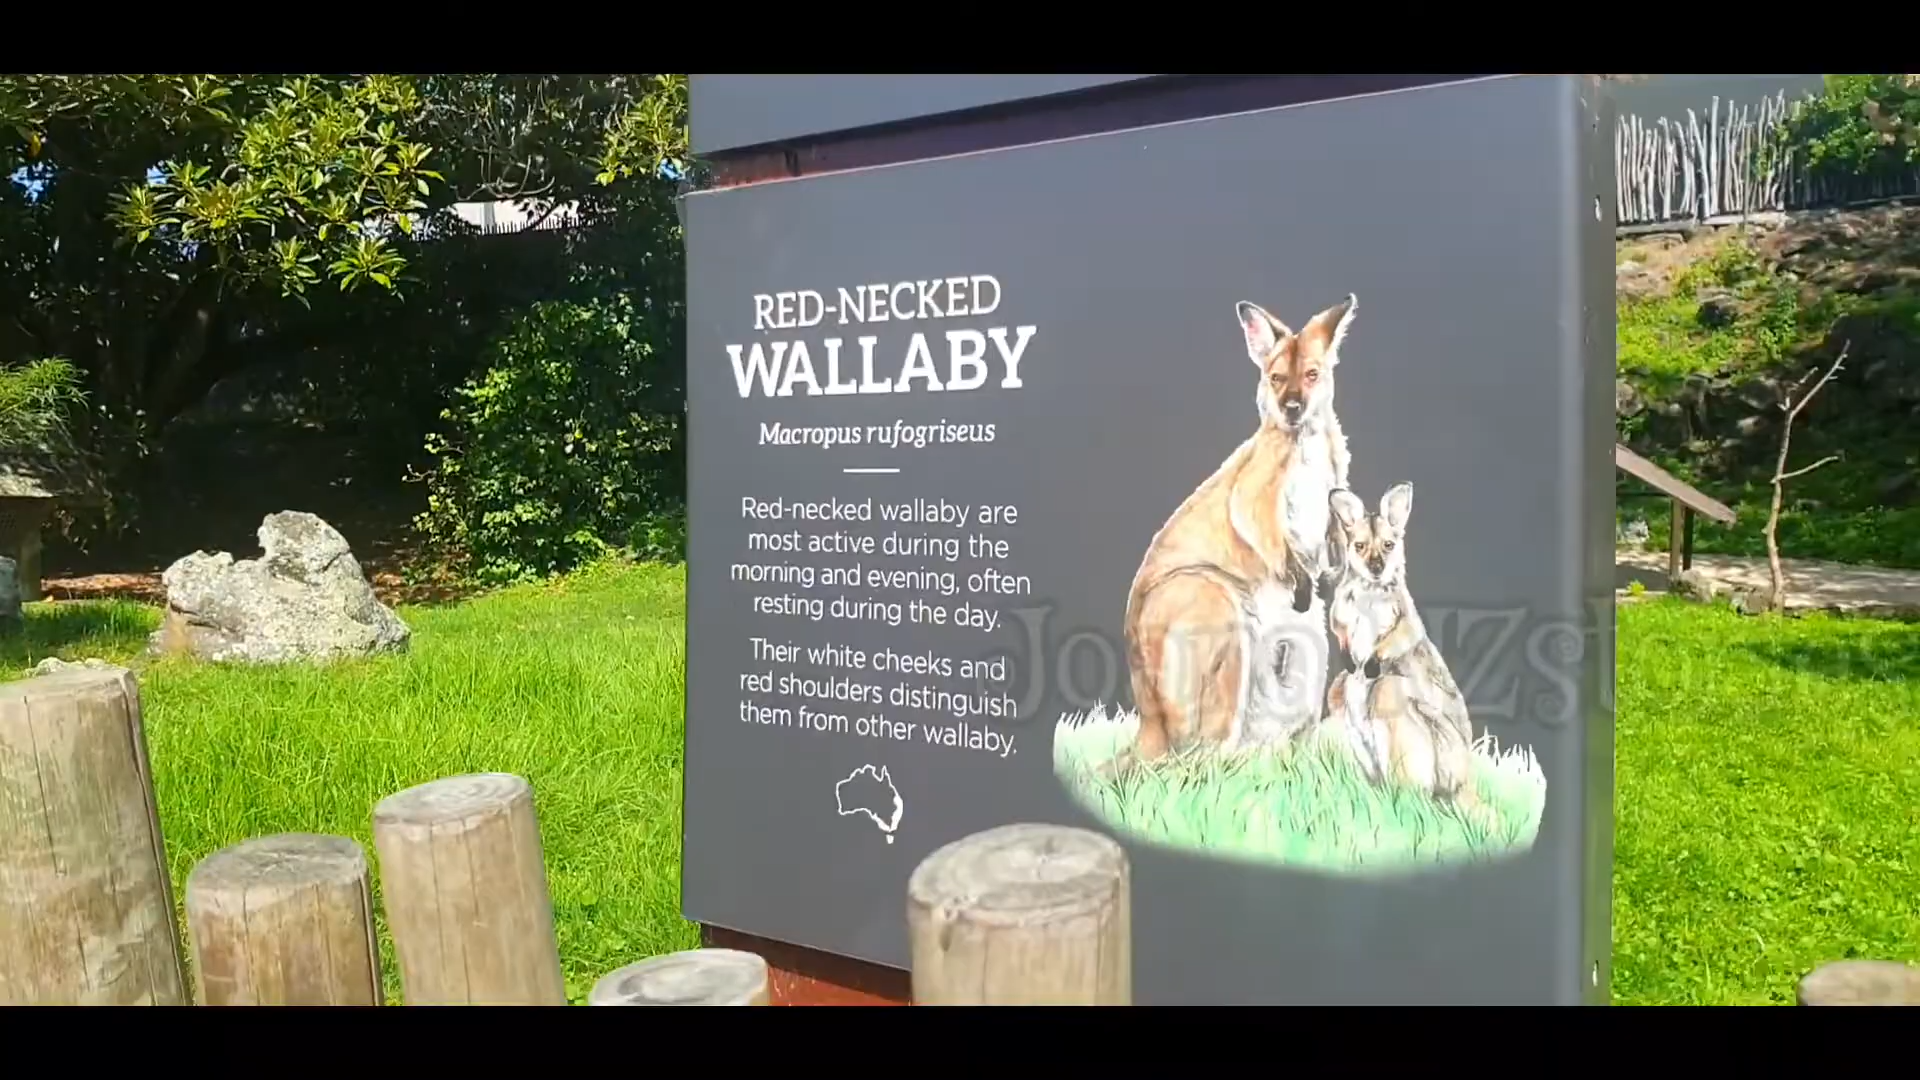 RED-NECKED
WALLABY
Macropus rufogriseus
Red-necked wallaby are
most active during the
morning and evening, often
resting during the day.
Their white cheeks and
red shoulders distinguish
them from other wallaby.